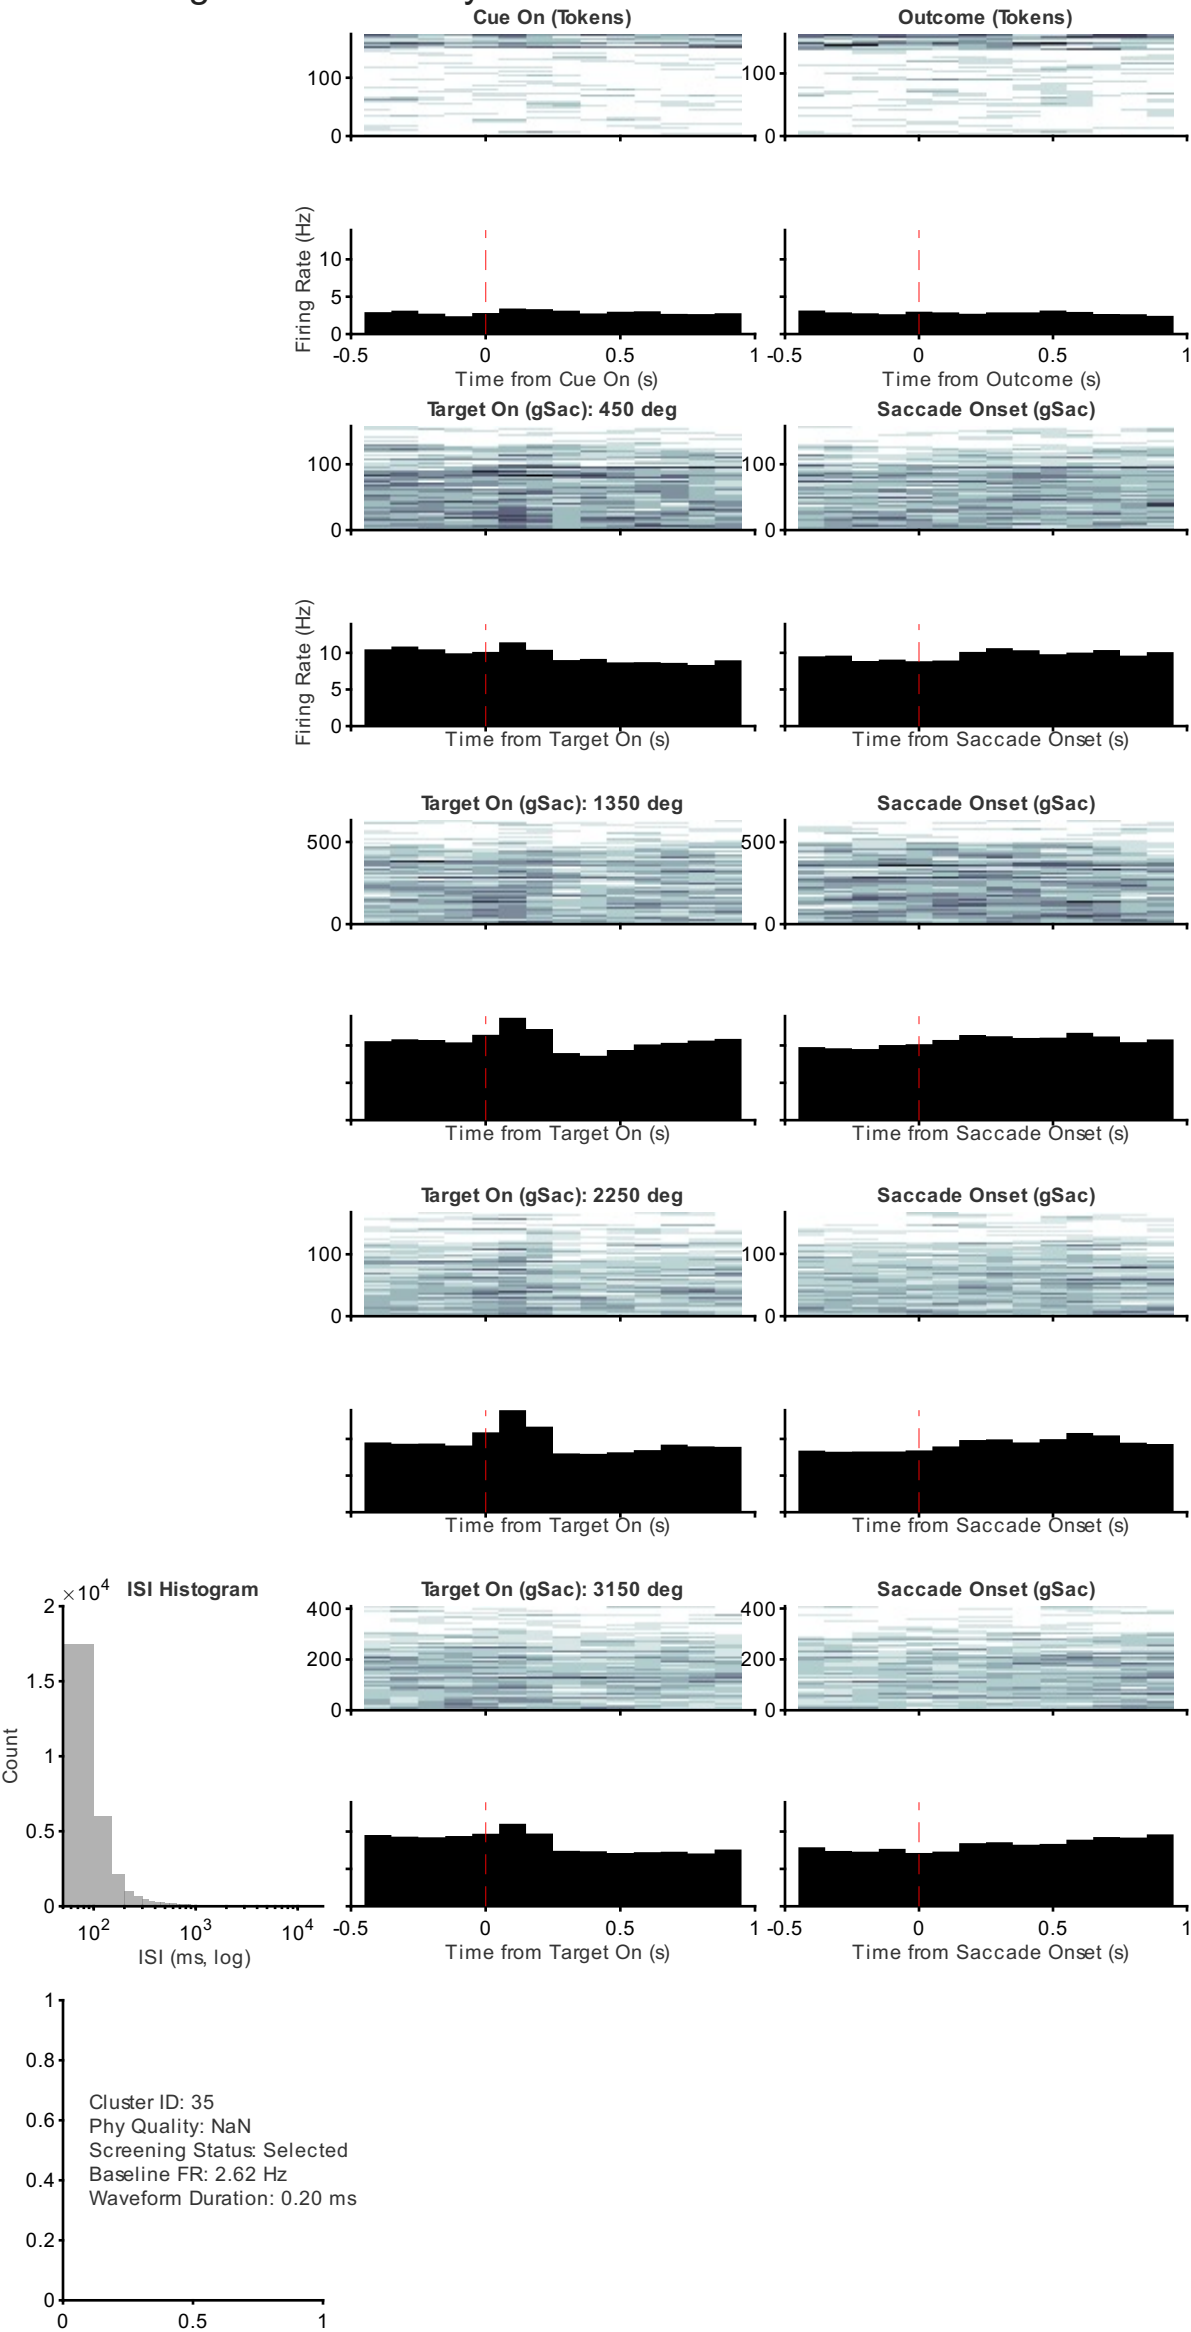 Cue On (Tokens)
Outcome (Tokens)
100
0
100
0
Firing Rate (Hz)
10
5
0
-0.5
0
0.5
1
-0.5
0
0.5
1
Time from Cue On (s)
Time from Outcome (s)
Target On (gSac): 450 deg
Saccade Onset (gSac)
100
0
100
0
Firing Rate (Hz)
10
5
0
Time from Target On (s)
Time from Saccade Onset (s)
Target On (gSac): 1350 deg
Saccade Onset (gSac)
500
0
500
0
Time from Target On (s)
Time from Saccade Onset (s)
Target On (gSac): 2250 deg
Saccade Onset (gSac)
100
0
100
0
Time from Target On (s)
Time from Saccade Onset (s)
×10⁴
ISI Histogram
2
1.5
1
0.5
0
Count
10²
10³
10⁴
ISI (ms, log)
Target On (gSac): 3150 deg
Saccade Onset (gSac)
400
200
0
400
200
0
-0.5
0
0.5
1
-0.5
0
0.5
1
Time from Target On (s)
Time from Saccade Onset (s)
1
0.8
0.6
0.4
0.2
0
Cluster ID: 35
Phy Quality: NaN
Screening Status: Selected
Baseline FR: 2.62 Hz
Waveform Duration: 0.20 ms
0
0.5
1